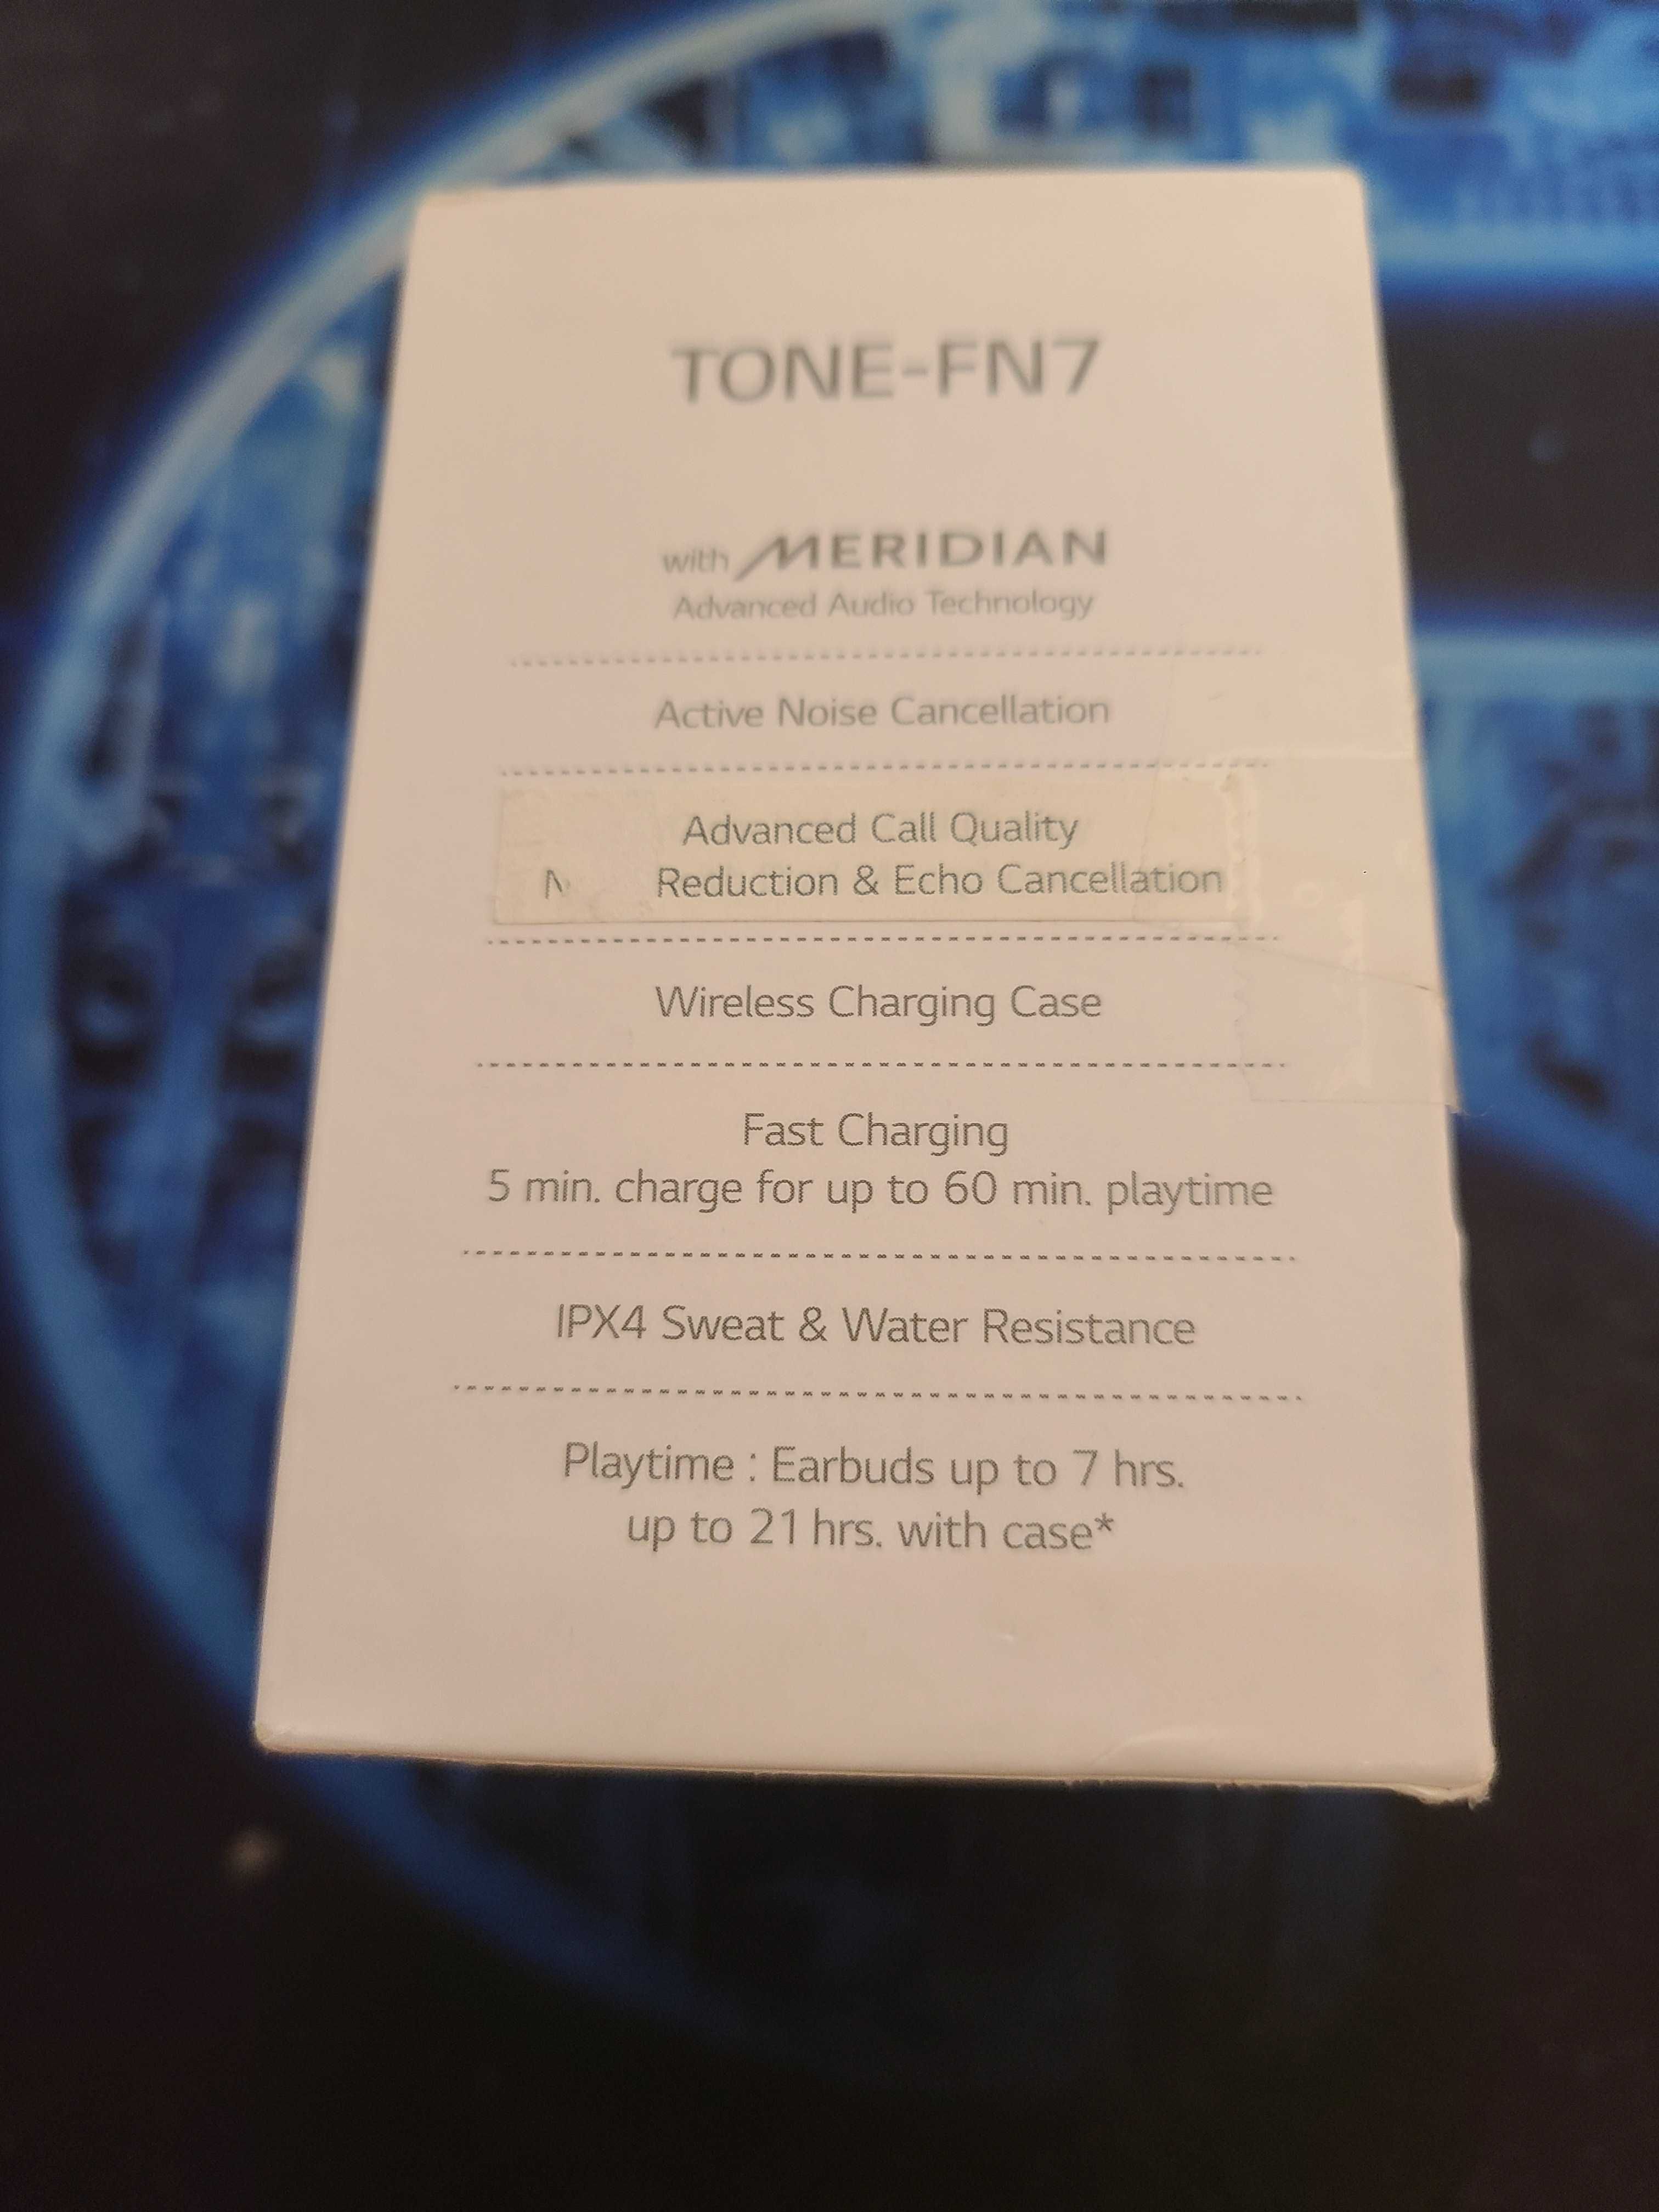 TONE-FN7
with MERIDIAN
Advanced Audio Technology
Active Noise Cancellation
Advanced Call Quality
Reduction & Echo Cancellation
Wireless Charging Case
Fast Charging
5 min. charge for up to 60 min. playtime
IPX4 Sweat & Water Resistance
Playtime : Earbuds up to 7 hrs.
up to 21 hrs. with case*